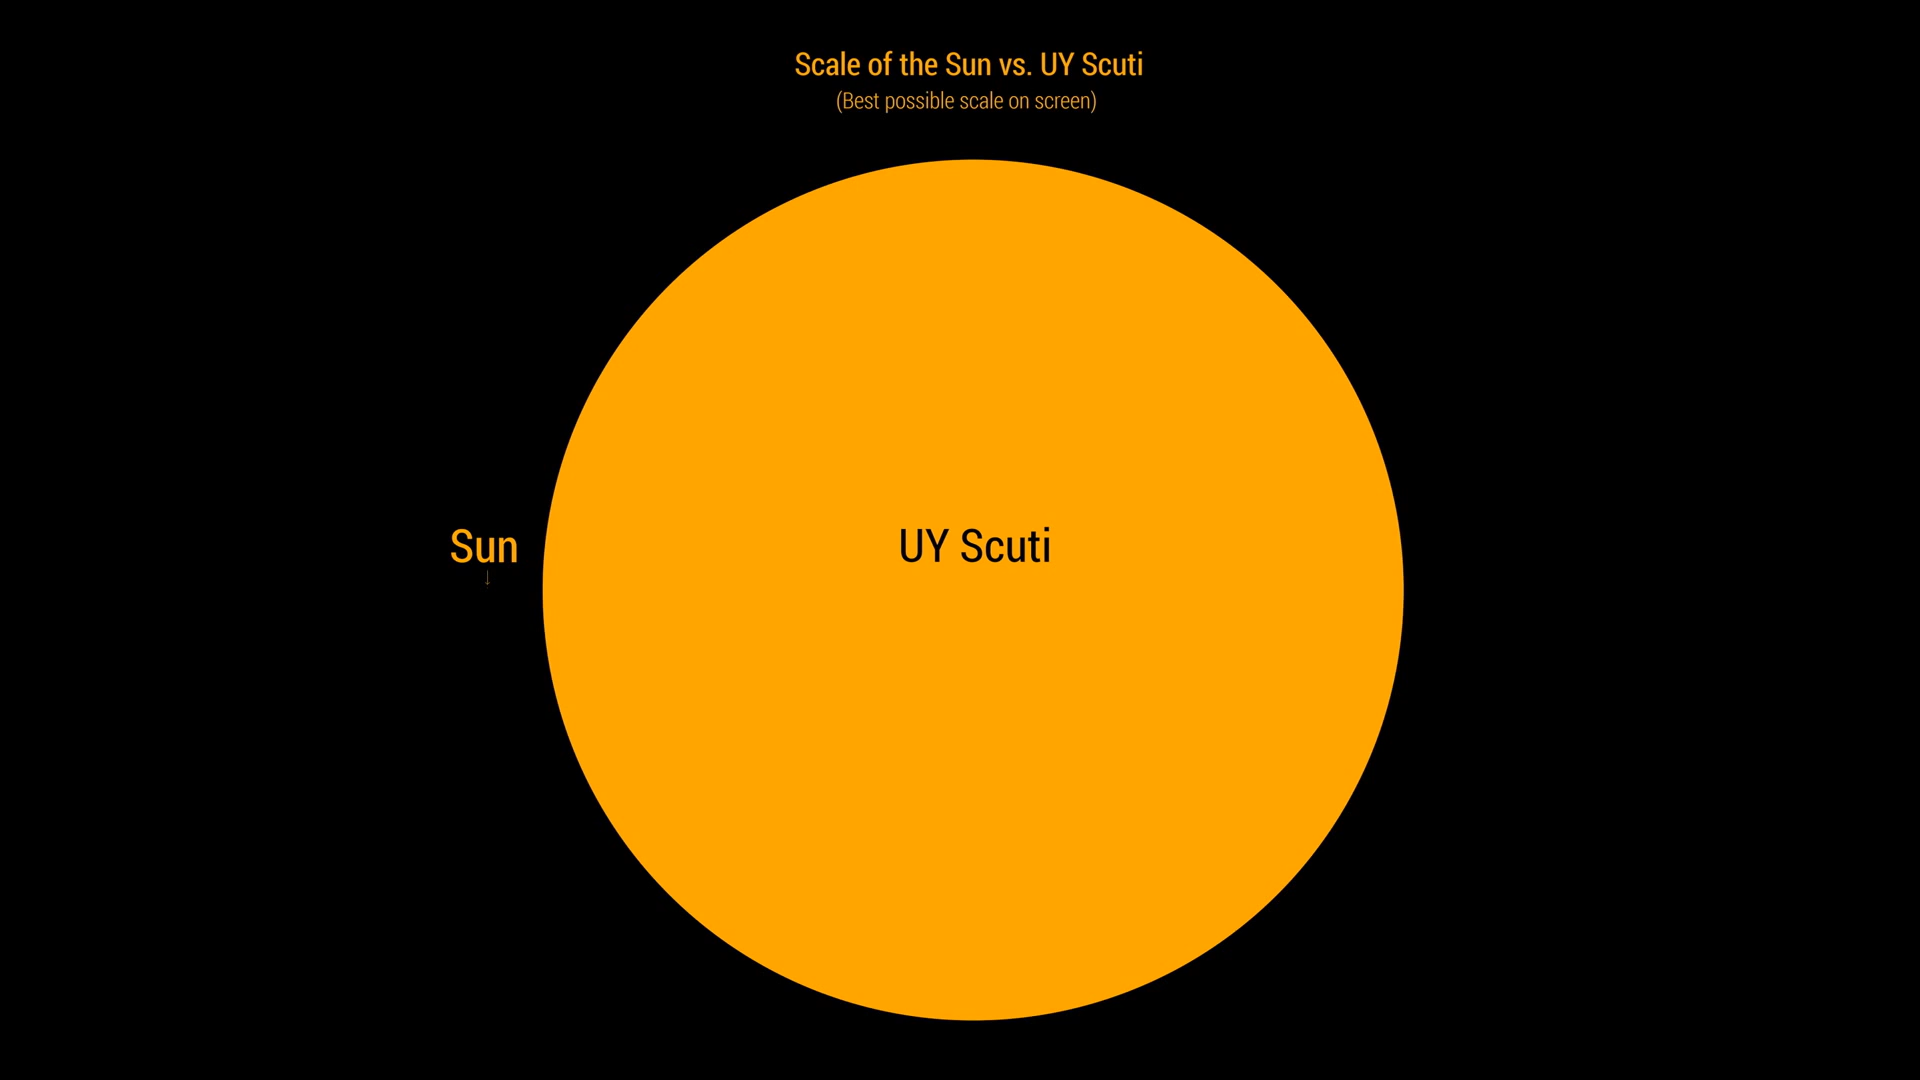 Scale of the Sun vs. UY Scuti
(Best possible scale on screen)
Sun
UY Scuti